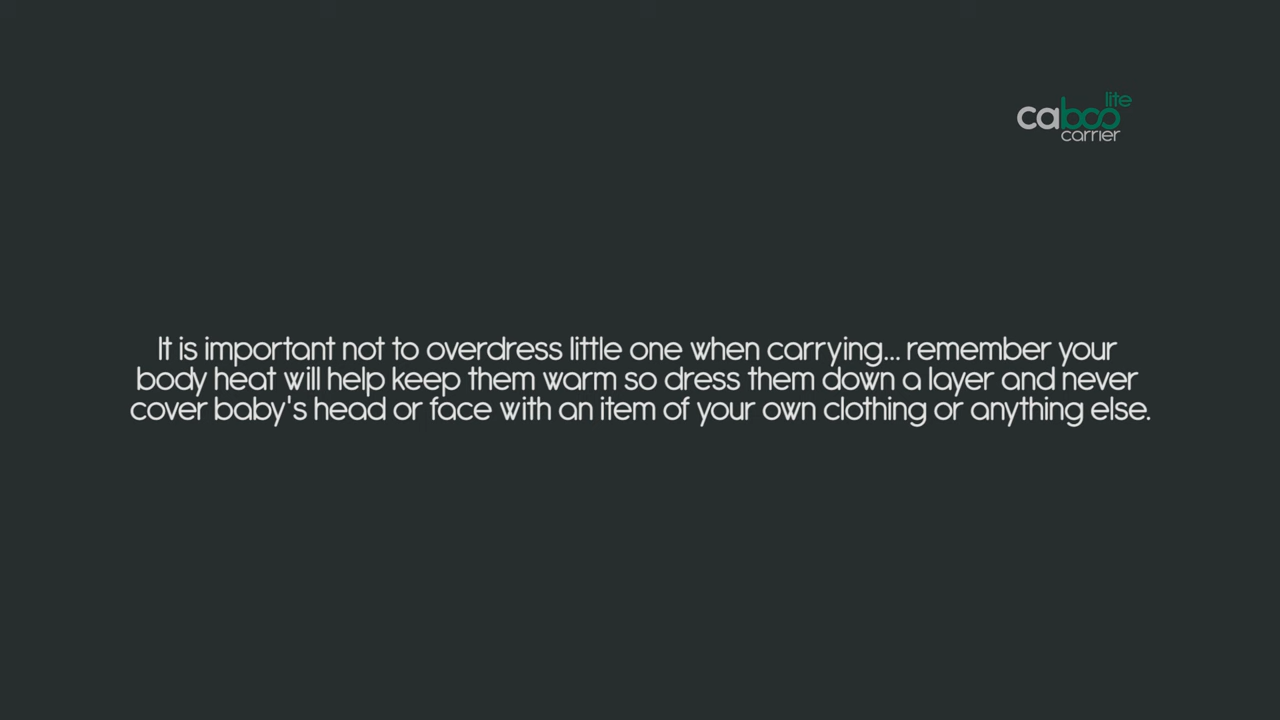 lite
caboo
carrier
It is important not to overdress little one when carrying... remember your
body heat will help keep them warm so dress them down a layer and never
cover baby's head or face with an item of your own clothing or anything else.